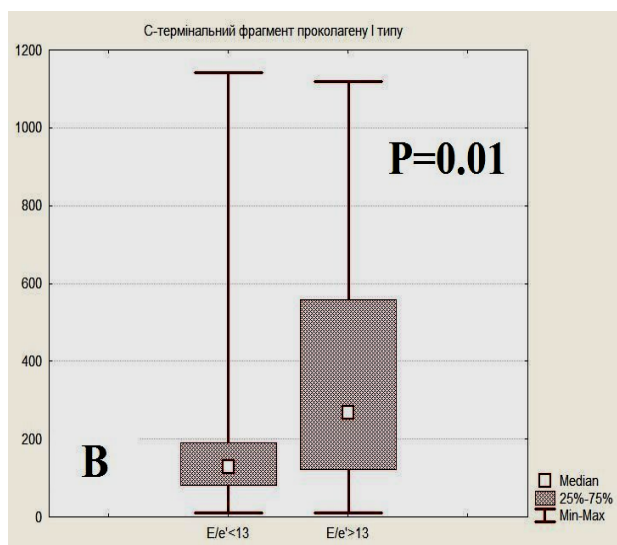 С-термінальний фрагмент проколагену І типу
1200
1000
800
600
400
200
0
P=0.01
B
E/e'<13
E/e'>13
Median
25%-75%
Min-Max